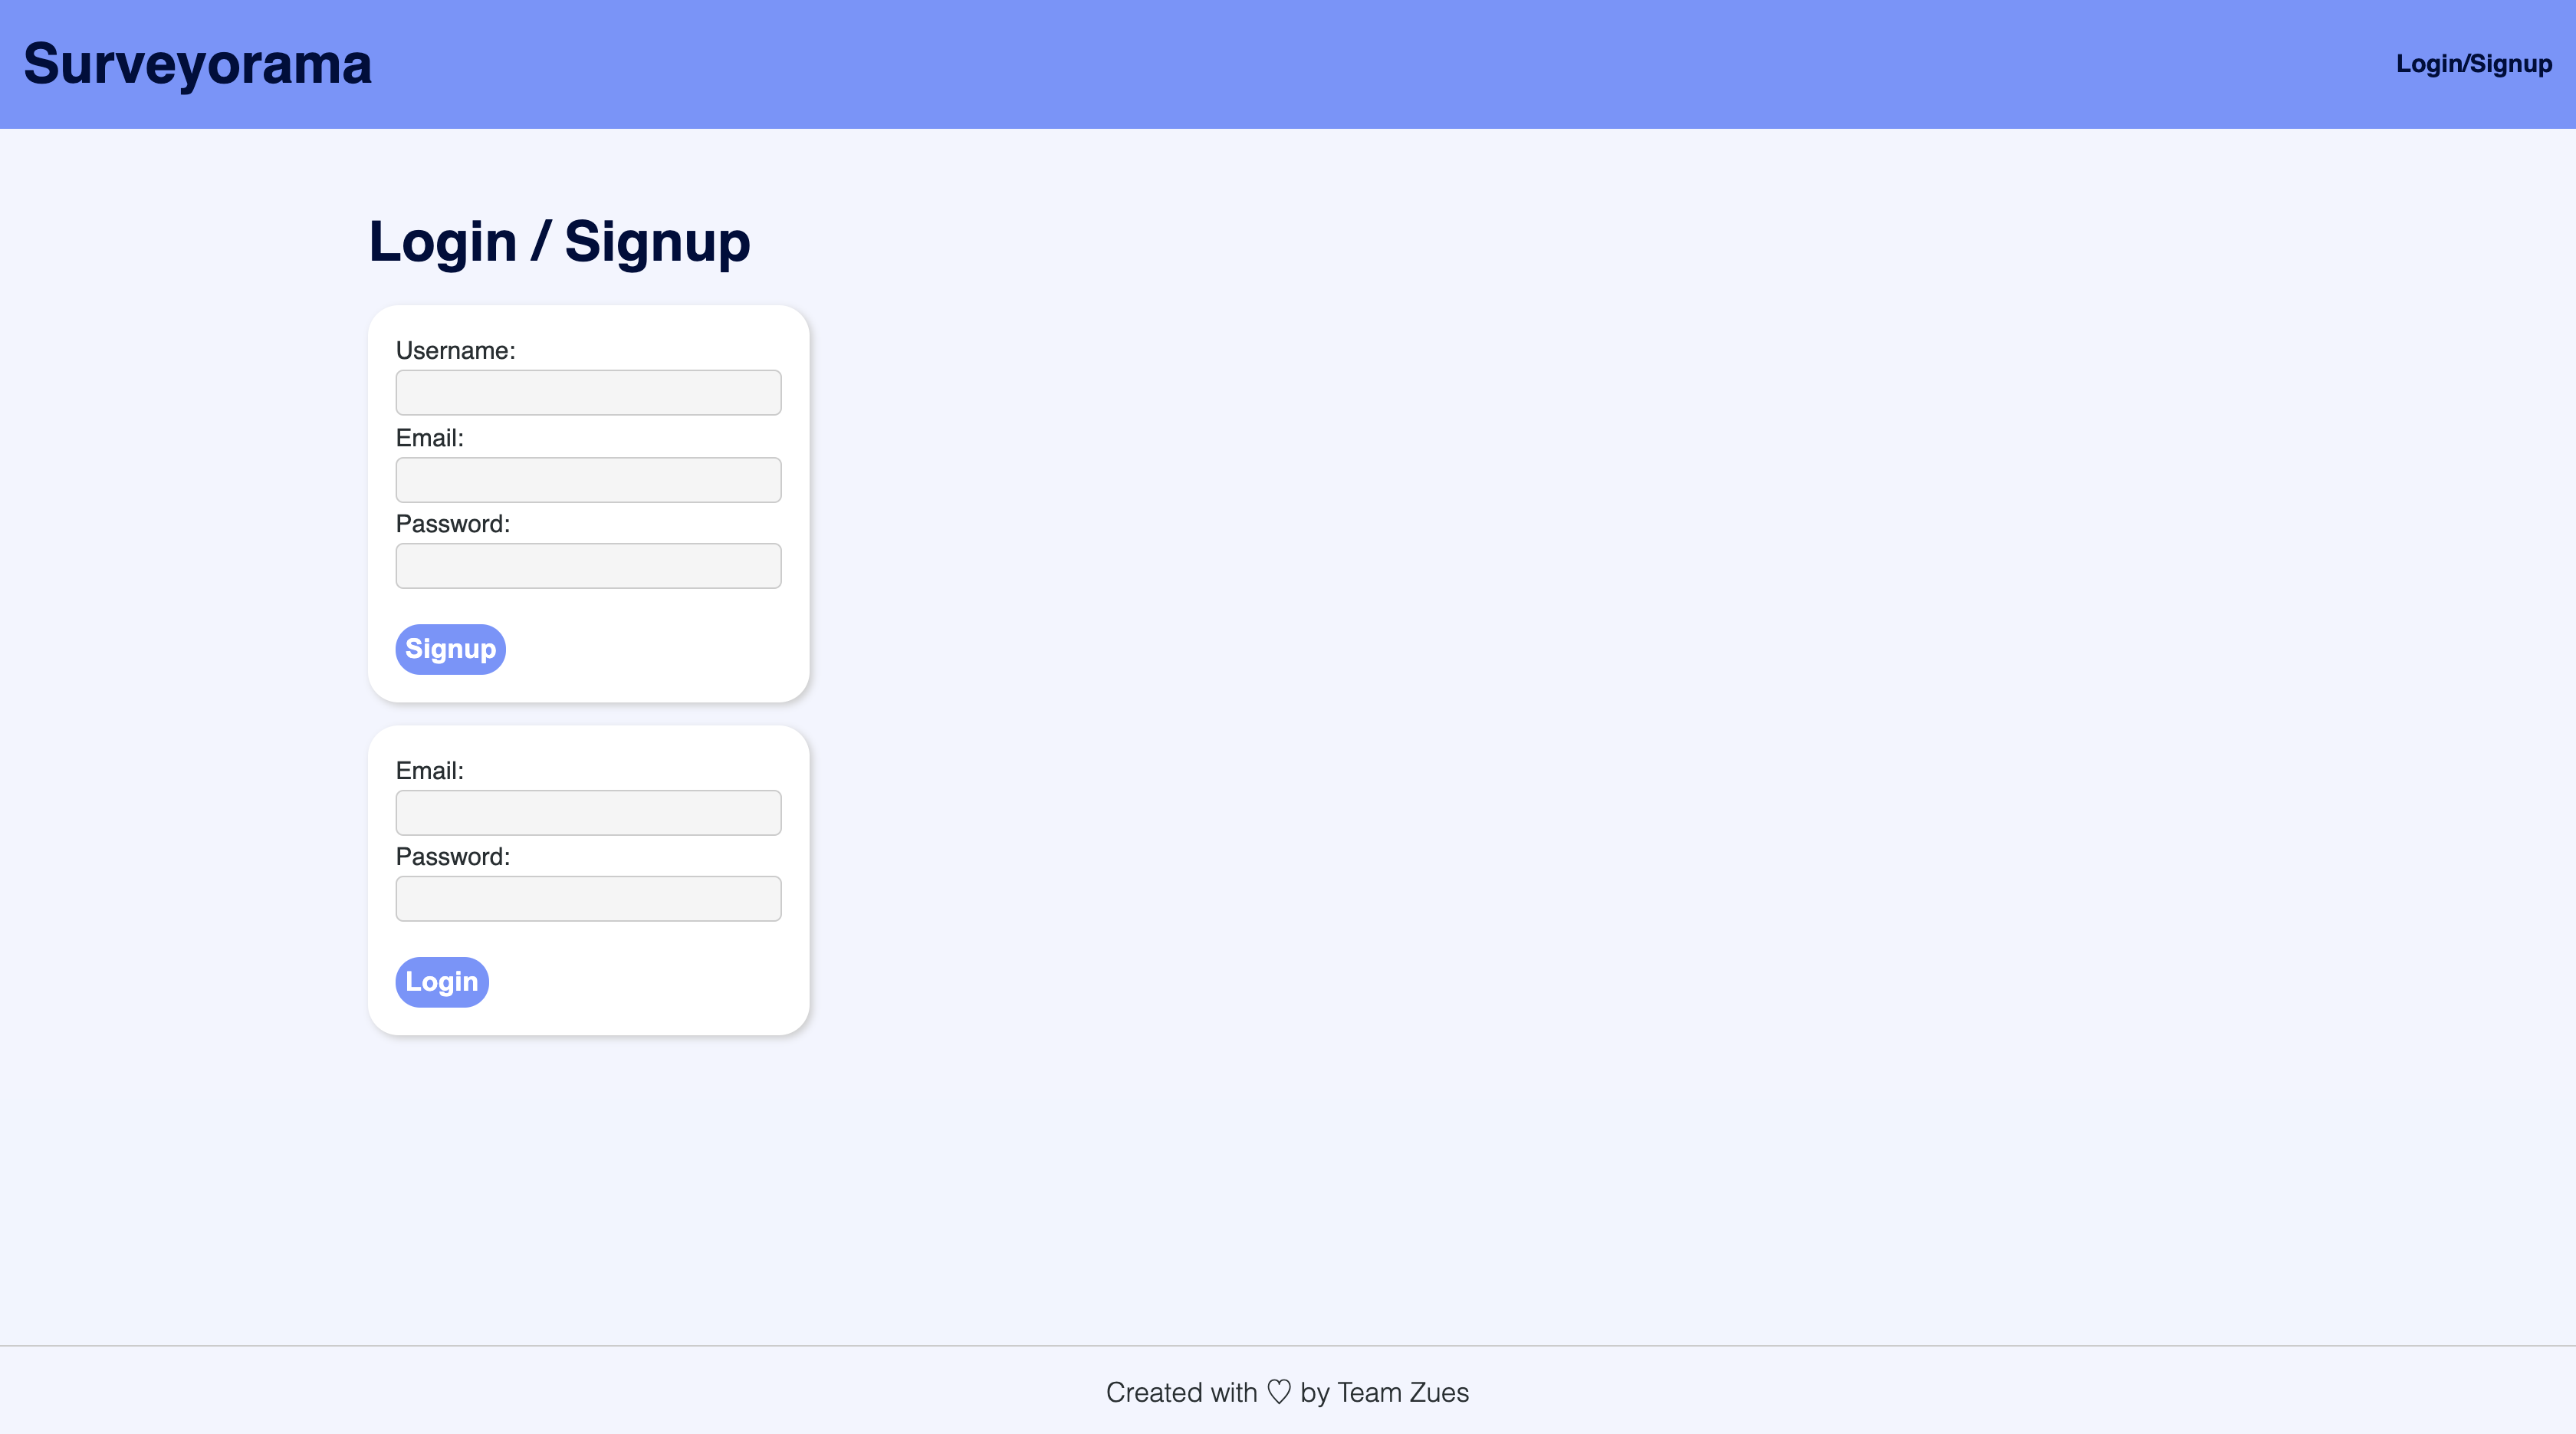 Surveyorama
Login/Signup
Login / Signup
Username:
Email:
Password:
Signup
Email:
Password:
Login
Created with ♡ by Team Zues